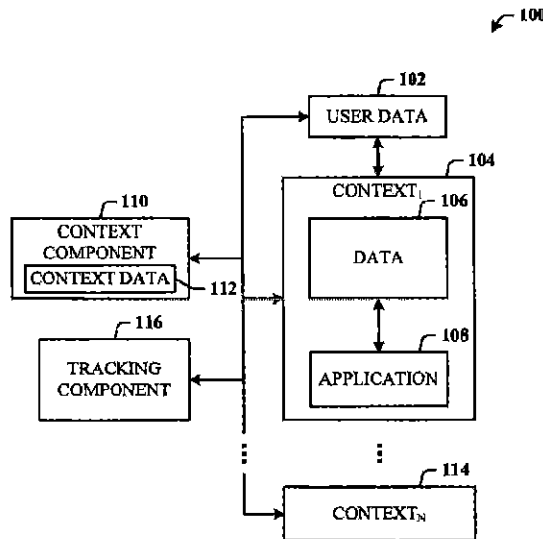 100
102
USER DATA
104
CONTEXT1
106
DATA
108
APPLICATION
110
CONTEXT
COMPONENT
CONTEXT DATA
112
116
TRACKING
COMPONENT
114
CONTEXTN